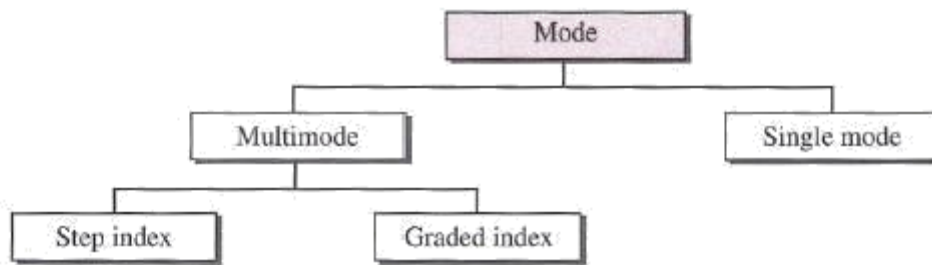 Mode
Multimode
Single mode
Step index
Graded index